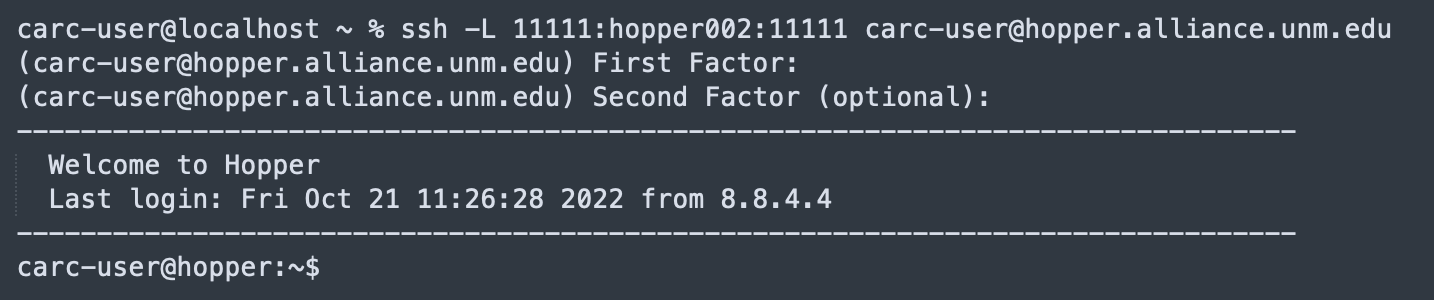 carc-user@localhost ~ % ssh -L 11111:hopper002:11111 carc-user@hopper.alliance.unm.edu
(carc-user@hopper.alliance.unm.edu) First Factor:
(carc-user@hopper.alliance.unm.edu) Second Factor (optional):
--------------------------------------------------------------------------------
  Welcome to Hopper
  Last login: Fri Oct 21 11:26:28 2022 from 8.8.4.4
--------------------------------------------------------------------------------
carc-user@hopper:~$